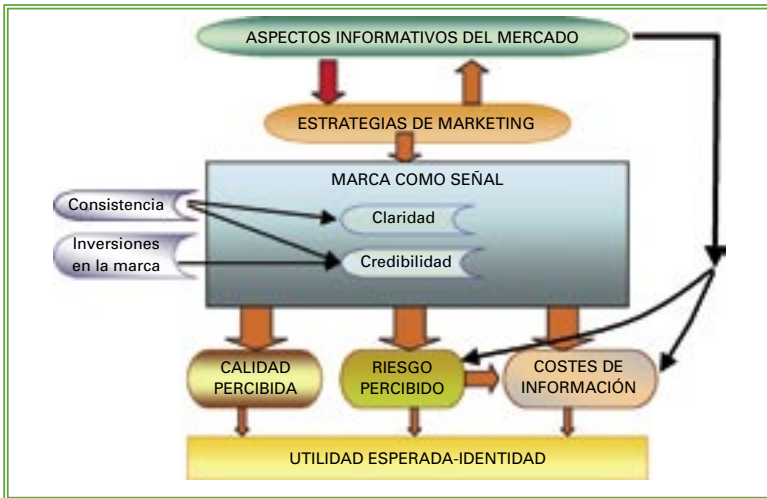 ASPECTOS INFORMATIVOS DEL MERCADO
ESTRATEGIAS DE MARKETING
MARCA COMO SEÑAL
Consistencia
Claridad
Inversiones
en la marca
Credibilidad
CALIDAD
PERCIBIDA
RIESGO
PERCIBIDO
COSTES DE
INFORMACIÓN
UTILIDAD ESPERADA-IDENTIDAD